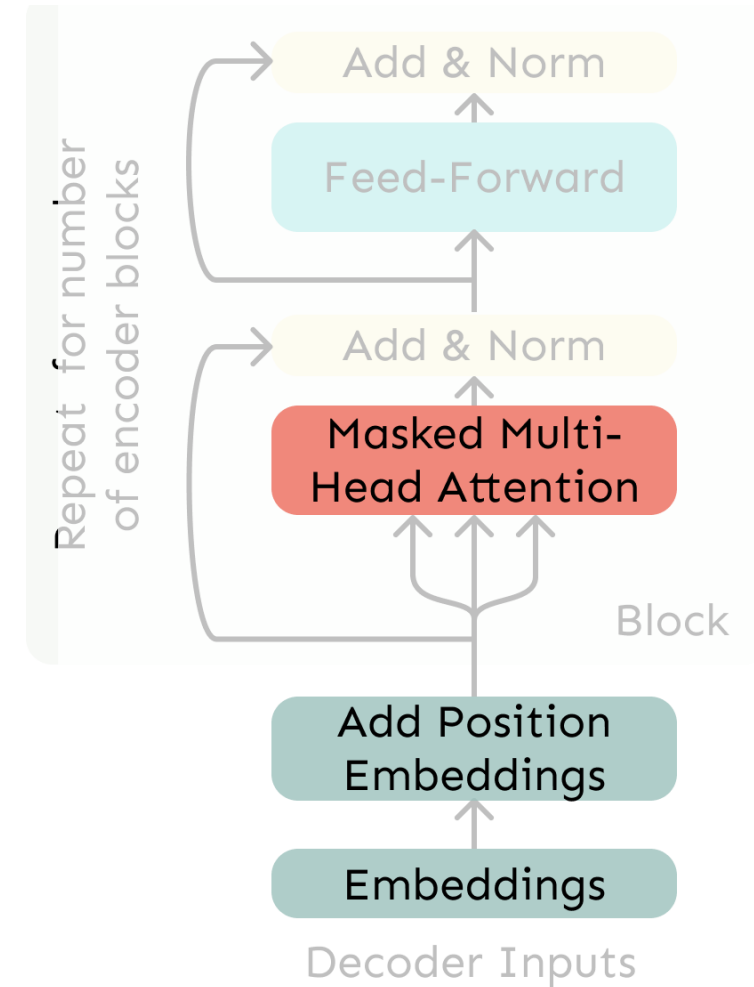 Add & Norm
Feed-Forward
Add & Norm
Masked Multi-
Head Attention
Repeat for number
of encoder blocks
Block
Add Position
Embeddings
Embeddings
Decoder Inputs